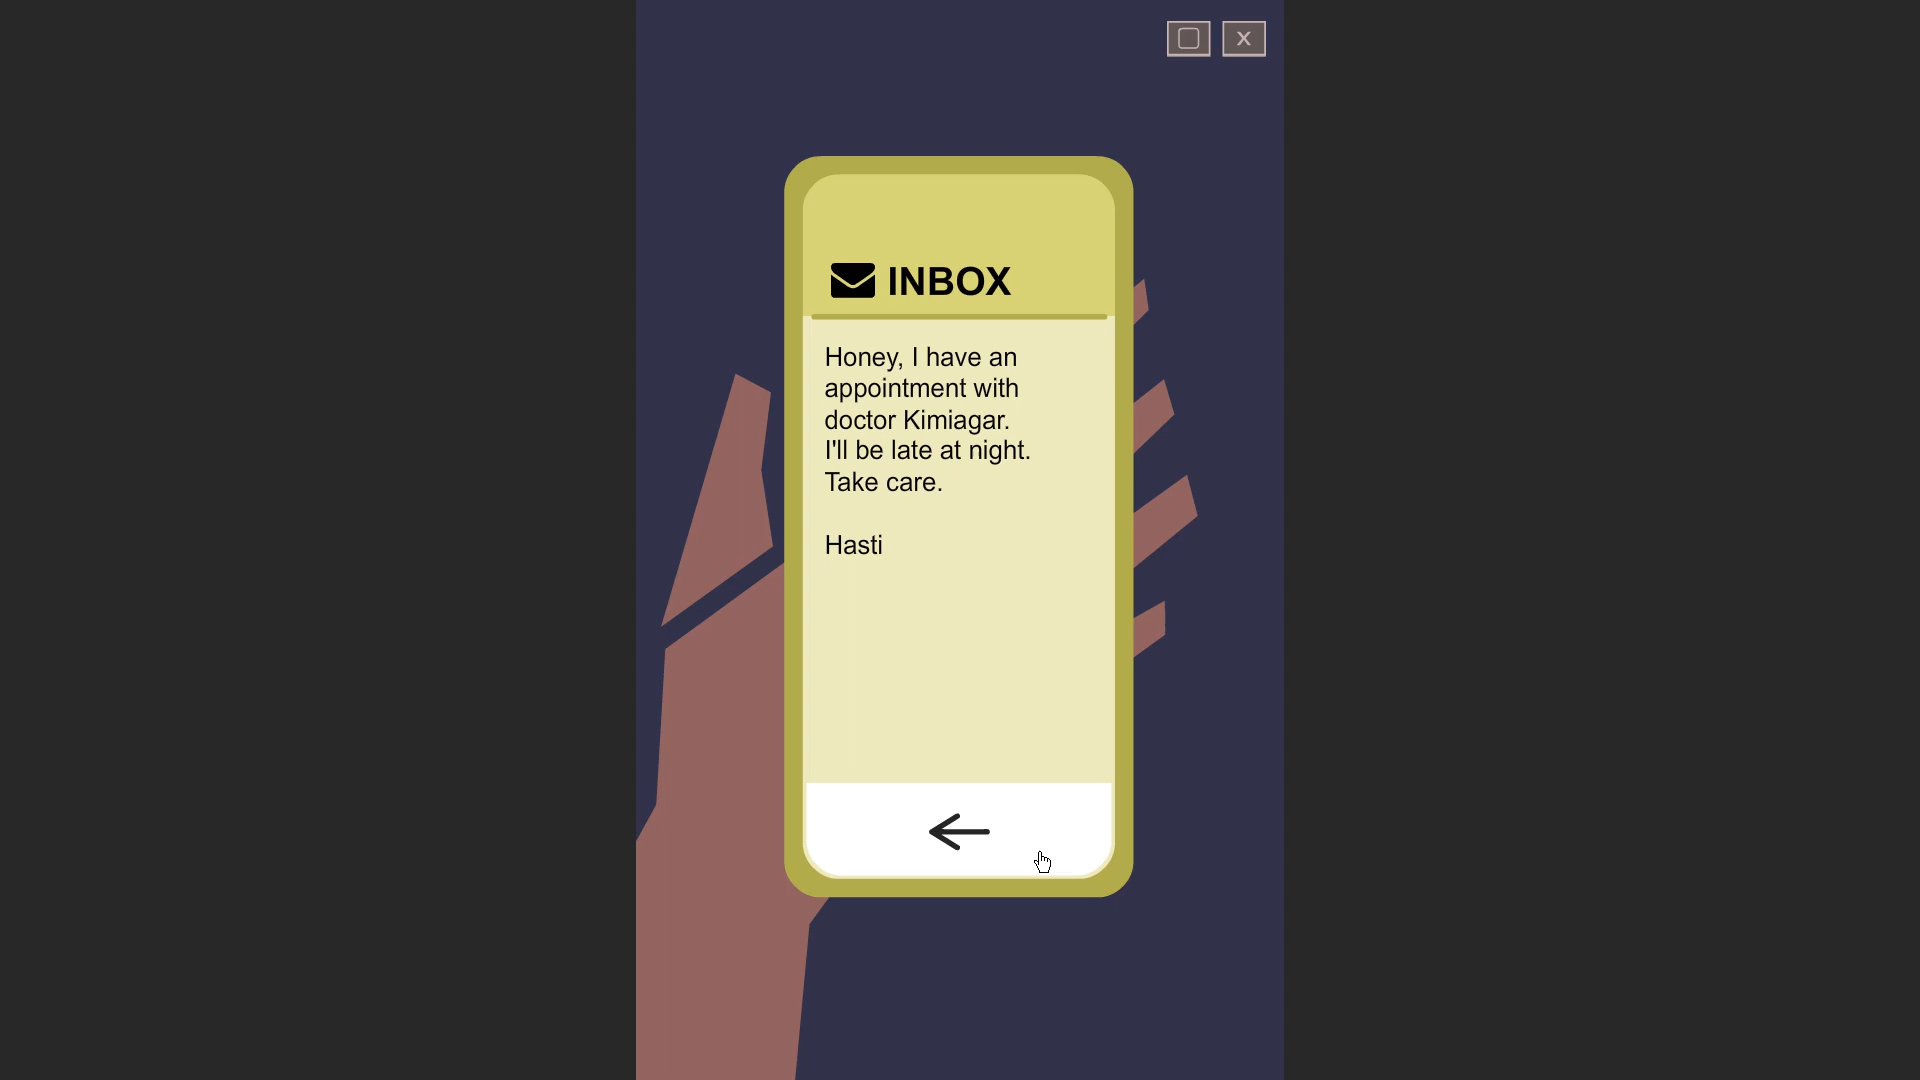 X
INBOX
Honey, I have an
appointment with
doctor Kimiagar.
I'll be late at night.
Take care.
Hasti